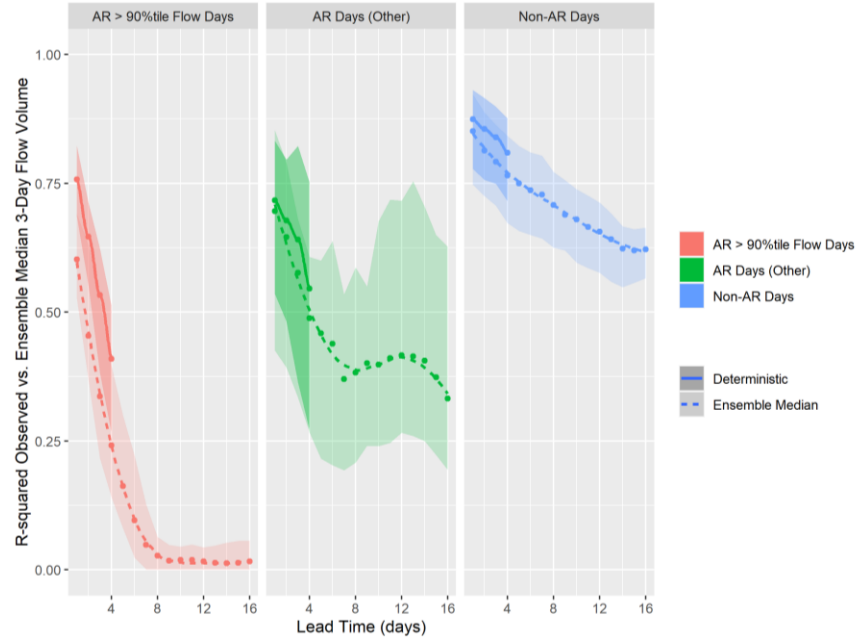 AR > 90%tile Flow Days
AR Days (Other)
Non-AR Days
R-squared Observed vs. Ensemble Median 3-Day Flow Volume
1.00
0.75
0.50
0.25
0.00
4 8 12 16
4 8 12 16
4 8 12 16
Lead Time (days)
AR > 90%tile Flow Days
AR Days (Other)
Non-AR Days
Deterministic
Ensemble Median